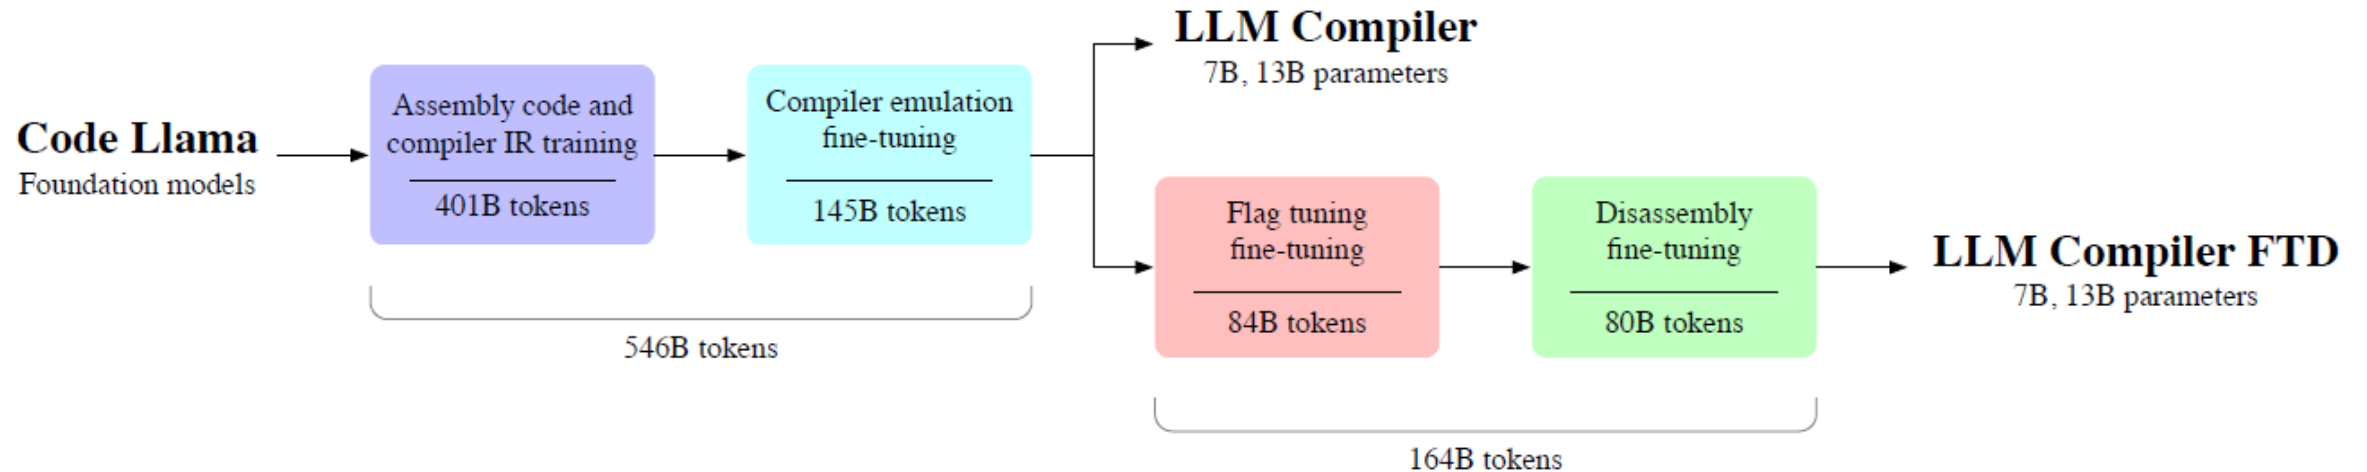 Code Llama
Foundation models
Assembly code and
compiler IR training
401B tokens
Compiler emulation
fine-tuning
145B tokens
546B tokens
LLM Compiler
7B, 13B parameters
Flag tuning
fine-tuning
84B tokens
Disassembly
fine-tuning
80B tokens
164B tokens
LLM Compiler FTD
7B, 13B parameters